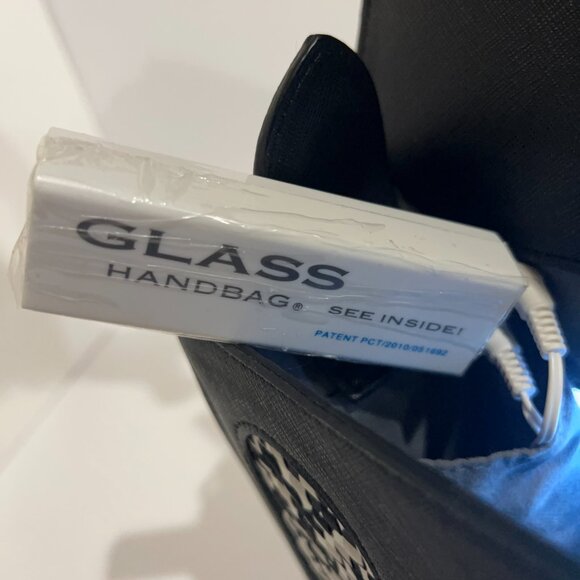 GLASS
HANDBAG® SEE INSIDE!
PATENT PCT/2010/051692